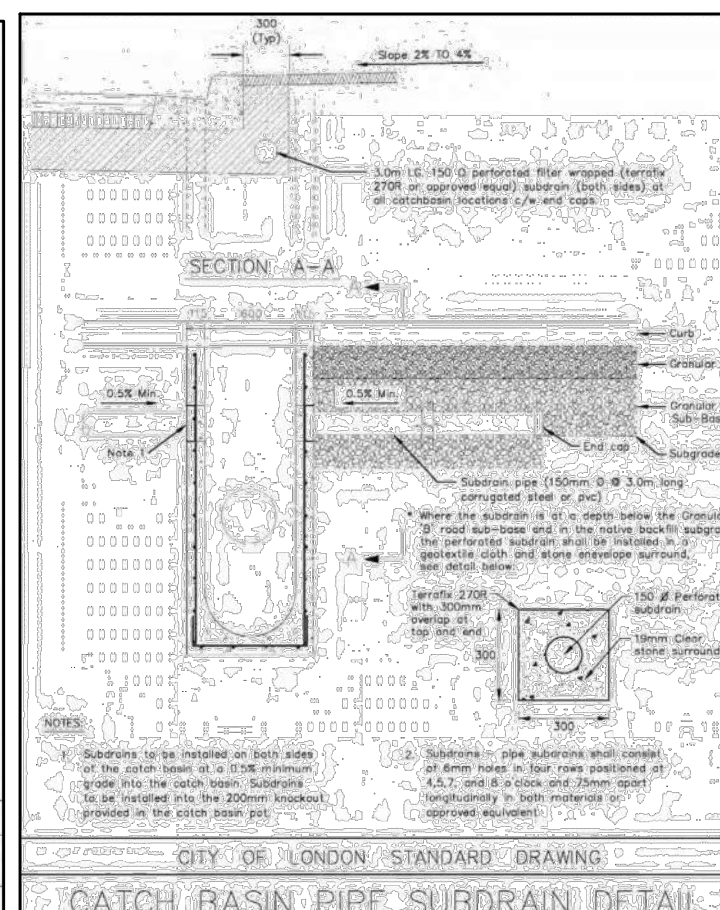 300
(Typ)
Slope 2% TO 4%
3.0m LG. 150 Ø perforated filter wrapped (terrafix
270R or approved equal) subdrain (both sides) at
all catchbasin locations c/w end caps.
SECTION A-A
A
115 600 115
Curb
Granular
0.5% Min.
0.5% Min.
Granular
Sub-Bas
Note 1
End cap
Subgrade
Subdrain pipe (150mm Ø @ 3.0m long
corrugated steel or pvc)
* Where the subdrain is at a depth below the Granula
'B' road sub-base and in the native backfill subgra
the perforated subdrain shall be installed in a
geotextile cloth and stone enevelope surround,
see detail below.
A
Terrafix 270R
with 300mm
overlap at
top and end
150 Ø Perforat
subdrain
19mm Clear
stone surround
300
300
NOTES:
1. Subdrains to be installed on both sides
of the catch basin at a 0.5% minimum
grade into the catch basin. Subdrains
to be installed into the 200mm knockout
provided in the catch basin pot.
2. Subdrains - pipe subdrains shall consist
of 6mm holes in four rows positioned at
4,5,7, and 8 o'clock and 75mm apart
longitudinally in both materials or
approved equivalent.
CITY OF LONDON STANDARD DRAWING
CATCH BASIN PIPE SUBDRAIN DETAIL